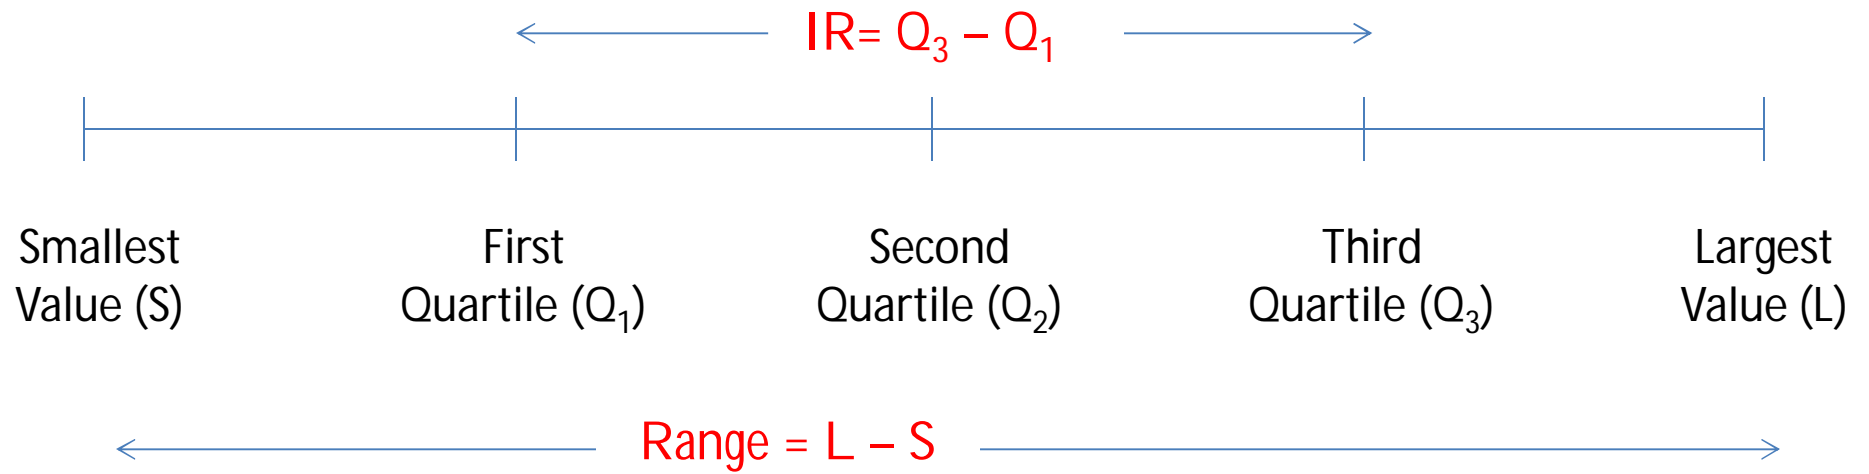 IR= Q₃ – Q₁
Smallest
Value (S)
First
Quartile (Q₁)
Second
Quartile (Q₂)
Third
Quartile (Q₃)
Largest
Value (L)
Range = L – S